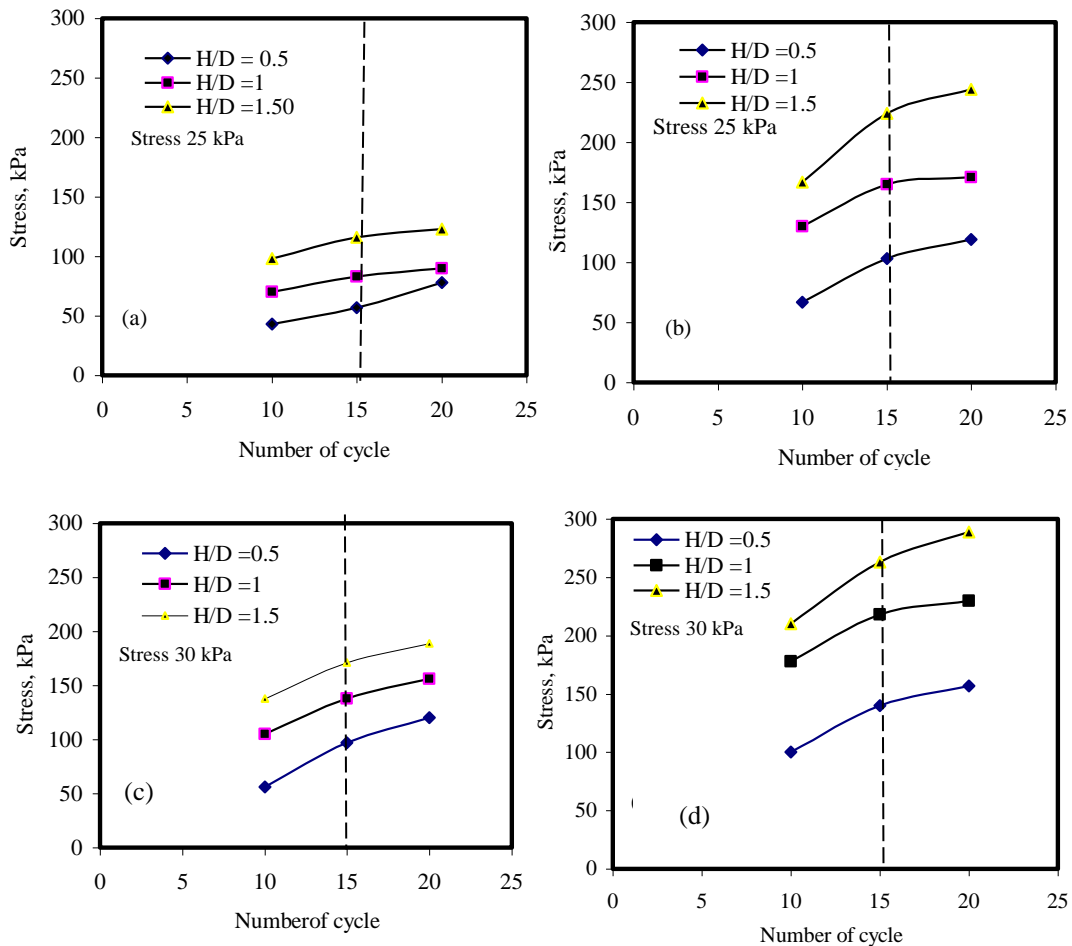 300
250
200
150
100
50
0
0 5 10 15 20 25
Stress, kPa
Number of cycle
H/D = 0.5
H/D =1
H/D =1.50
Stress 25 kPa
(a)
300
250
200
150
100
50
0
0 5 10 15 20 25
Stress, kPa
Number of cycle
H/D =0.5
H/D =1
H/D =1.5
Stress 25 kPa
(b)
300
250
200
150
100
50
0
0 5 10 15 20 25
Stress, kPa
Numberof cycle
H/D =0.5
H/D =1
H/D =1.5
Stress 30 kPa
(c)
300
250
200
150
100
50
0
0 5 10 15 20 25
Stress, kPa
Number of cycle
H/D =0.5
H/D =1
H/D =1.5
Stress 30 kPa
(d)